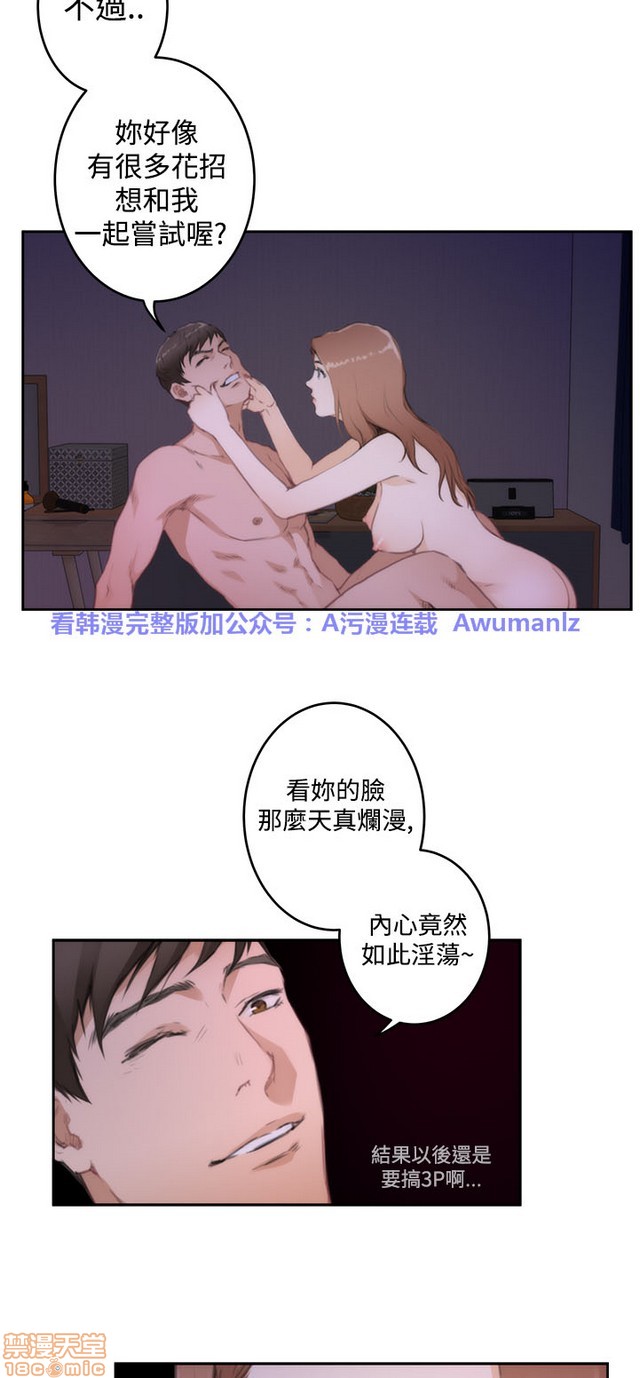 不過..
妳好像
有很多花招
想和我
一起嘗試喔?
看韩漫完整版加公众号：A污漫连载 Awumanlz
看妳的臉
那麼天真爛漫,
內心竟然
如此淫蕩~
結果以後還是
要搞3P啊...
禁漫天堂
18comic